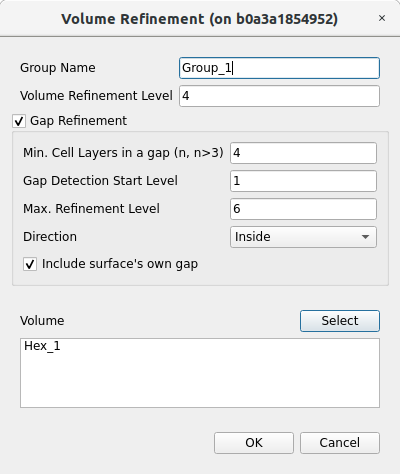 Volume Refinement (on b0a3a1854952) ×
Group Name Group_1
Volume Refinement Level 4
Gap Refinement
Min. Cell Layers in a gap (n, n>3) 4
Gap Detection Start Level 1
Max. Refinement Level 6
Direction Inside
Include surface's own gap
Volume Select
Hex_1
OK Cancel